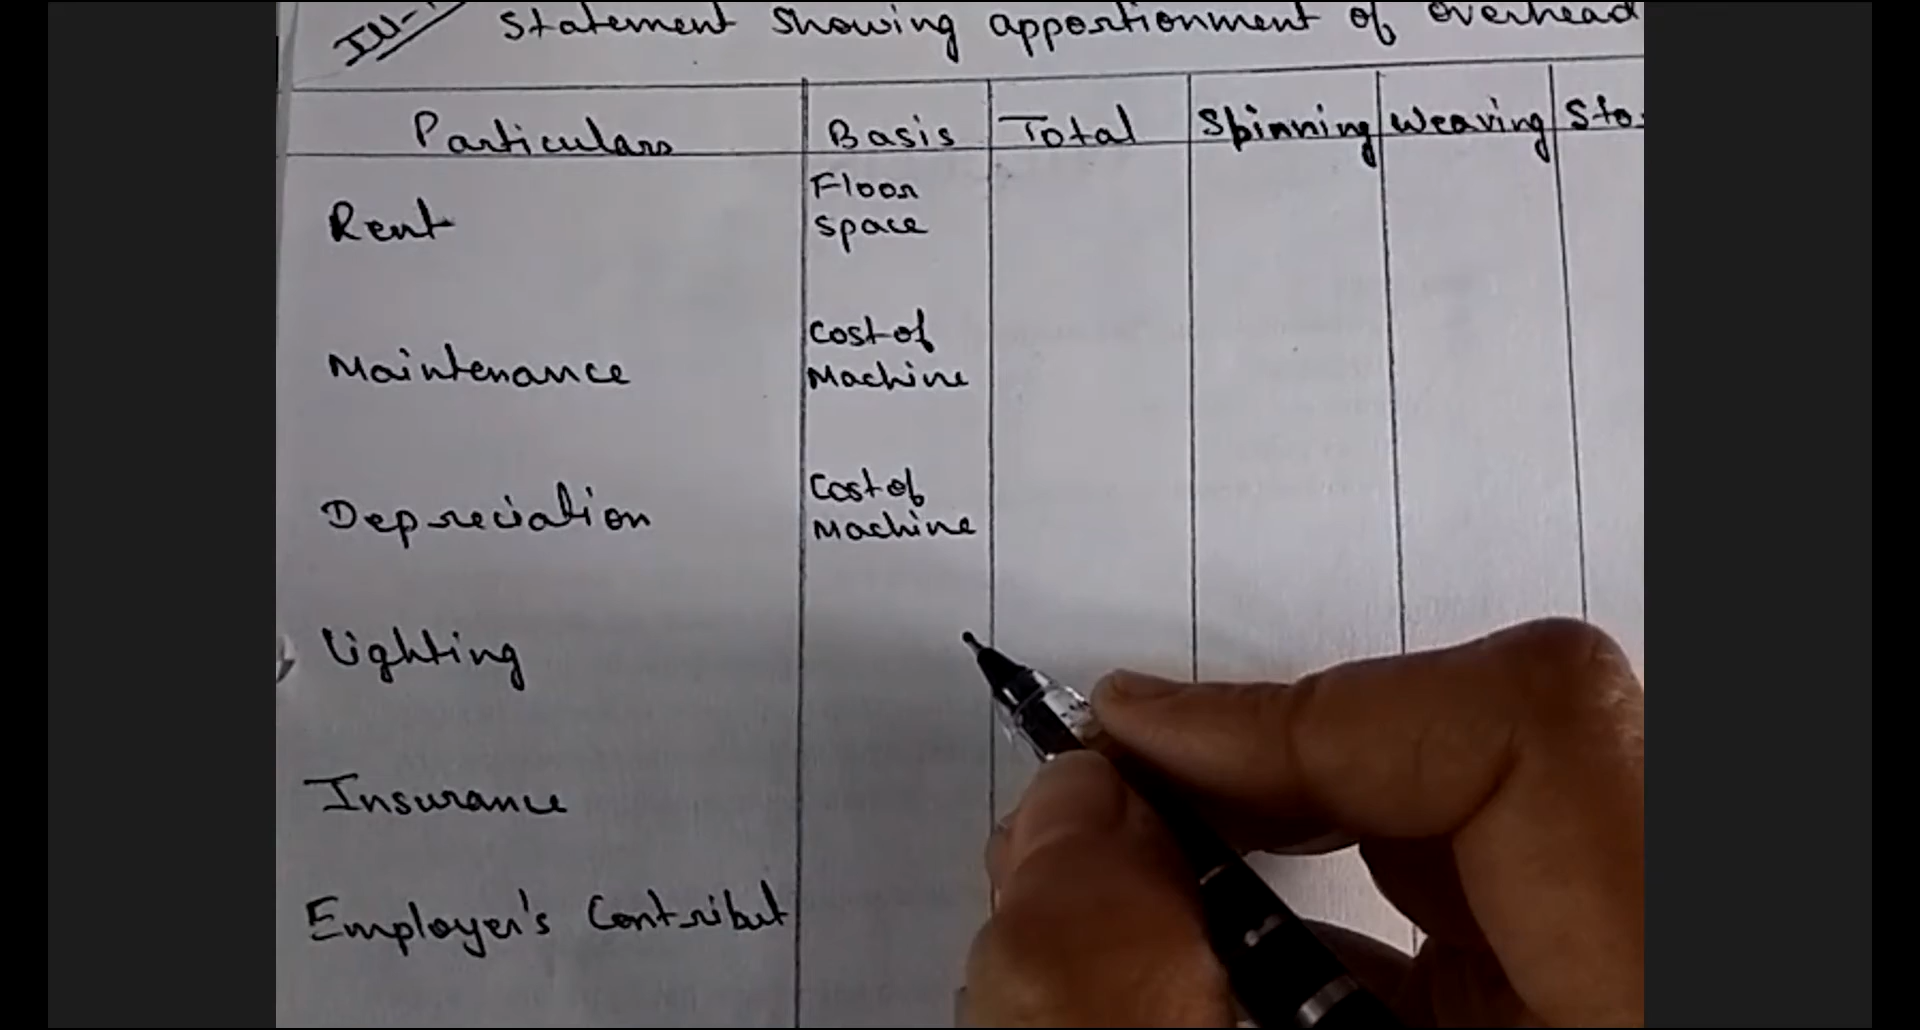 Statement showing apportionment of overhead
Particulars Basis Total Spinning Weaving Sto
Rent Floor space
Maintenance Cost of Machine
Depreciation Cost of Machine
Lighting
Insurance
Employer's Contribut